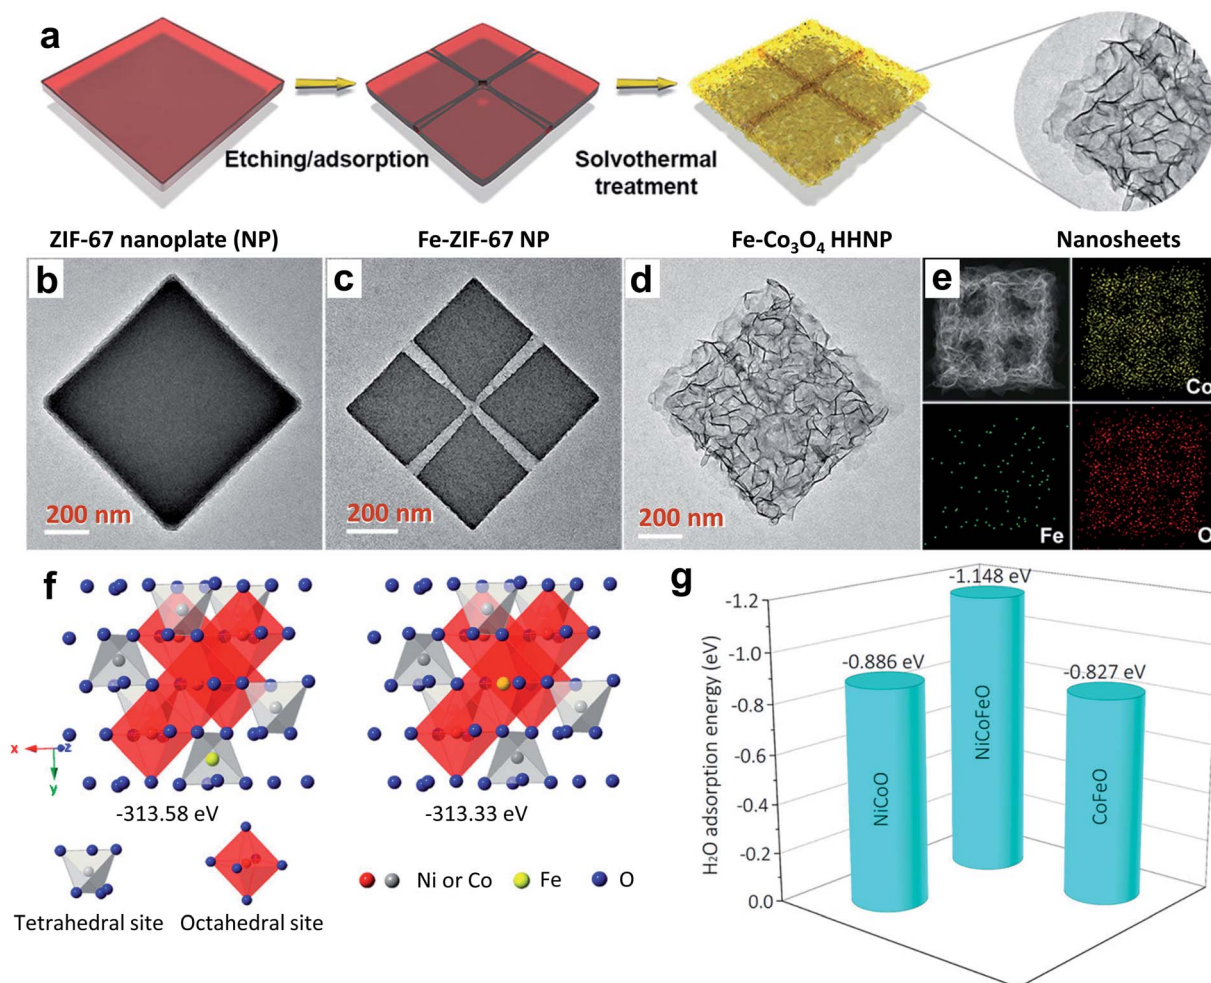 a
Etching/adsorption
Solvothermal
treatment
ZIF-67 nanoplate (NP)
Fe-ZIF-67 NP
Fe-Co₃O₄ HHNP
Nanosheets
b
200 nm
c
200 nm
d
200 nm
e
Co
Fe
O
f
x
z
y
-313.58 eV
-313.33 eV
Tetrahedral site
Octahedral site
Ni or Co
Fe
O
g
H₂O adsorption energy (eV)
-1.2
-1.0
-0.8
-0.6
-0.4
-0.2
0.0
-0.886 eV
-1.148 eV
-0.827 eV
NiCoO
NiCoFeO
CoFeO